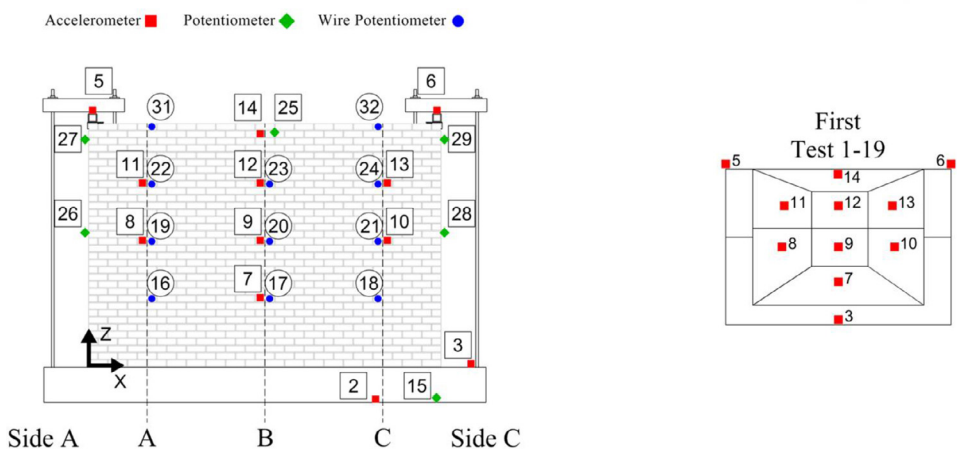 Accelerometer Potentiometer Wire Potentiometer
5 6
31 14 25 32
27 29
11 22 12 23 24 13
26 28
8 19 9 20 21 10
16 7 17 18
Z
X
3
2 15
Side A A B C Side C
First
Test 1-19
5 6
14
11 12 13
8 9 10
7
3